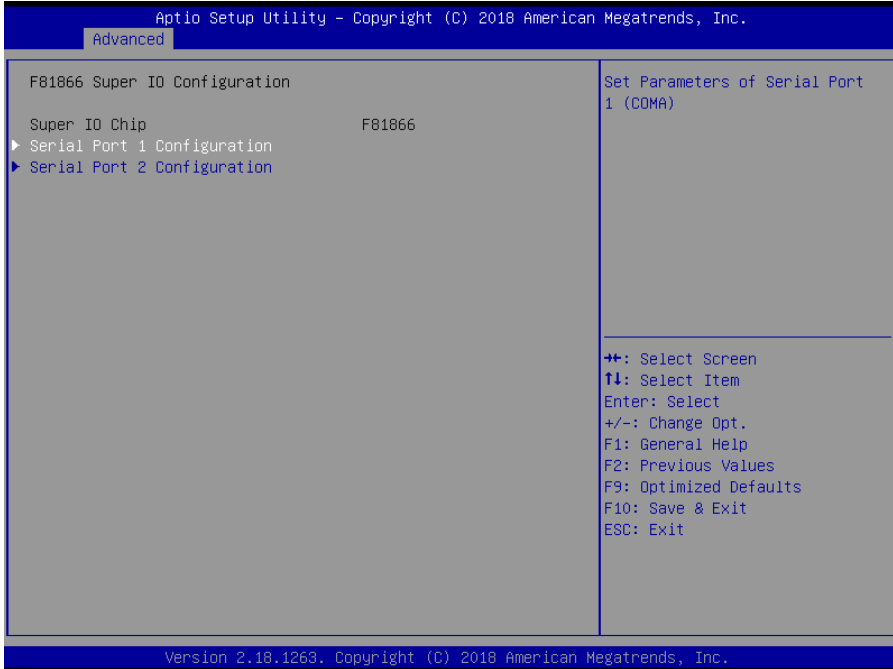 Aptio Setup Utility – Copyright (C) 2018 American Megatrends, Inc.
Advanced
F81866 Super IO Configuration
Super IO Chip F81866
Serial Port 1 Configuration
Serial Port 2 Configuration
Set Parameters of Serial Port
1 (COMA)
→←: Select Screen
↑↓: Select Item
Enter: Select
+/-: Change Opt.
F1: General Help
F2: Previous Values
F9: Optimized Defaults
F10: Save & Exit
ESC: Exit
Version 2.18.1263. Copyright (C) 2018 American Megatrends, Inc.